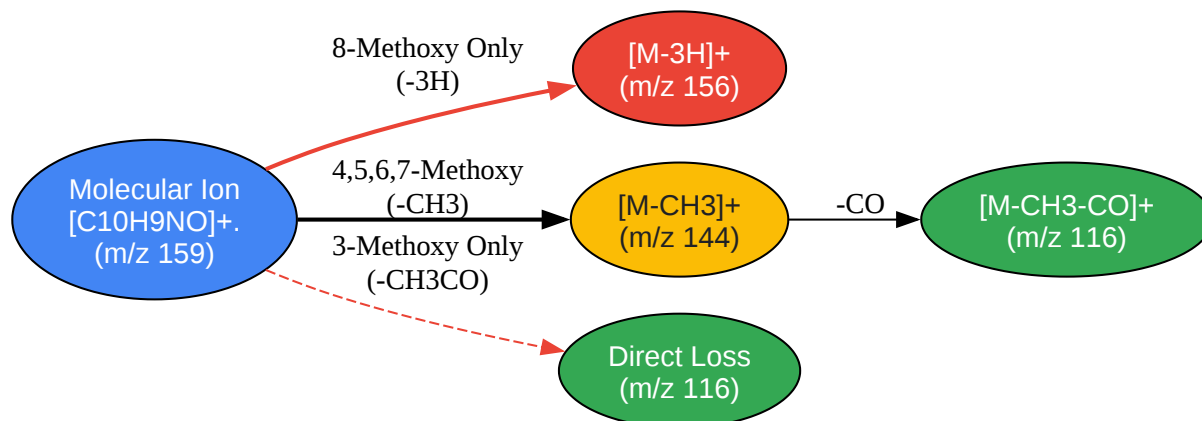 8-Methoxy Only
(-3H)
[M-3H]+
(m/z 156)
Molecular Ion
[C10H9NO]+.
(m/z 159)
4,5,6,7-Methoxy
(-CH3)
[M-CH3]+
(m/z 144)
-CO
[M-CH3-CO]+
(m/z 116)
3-Methoxy Only
(-CH3CO)
Direct Loss
(m/z 116)